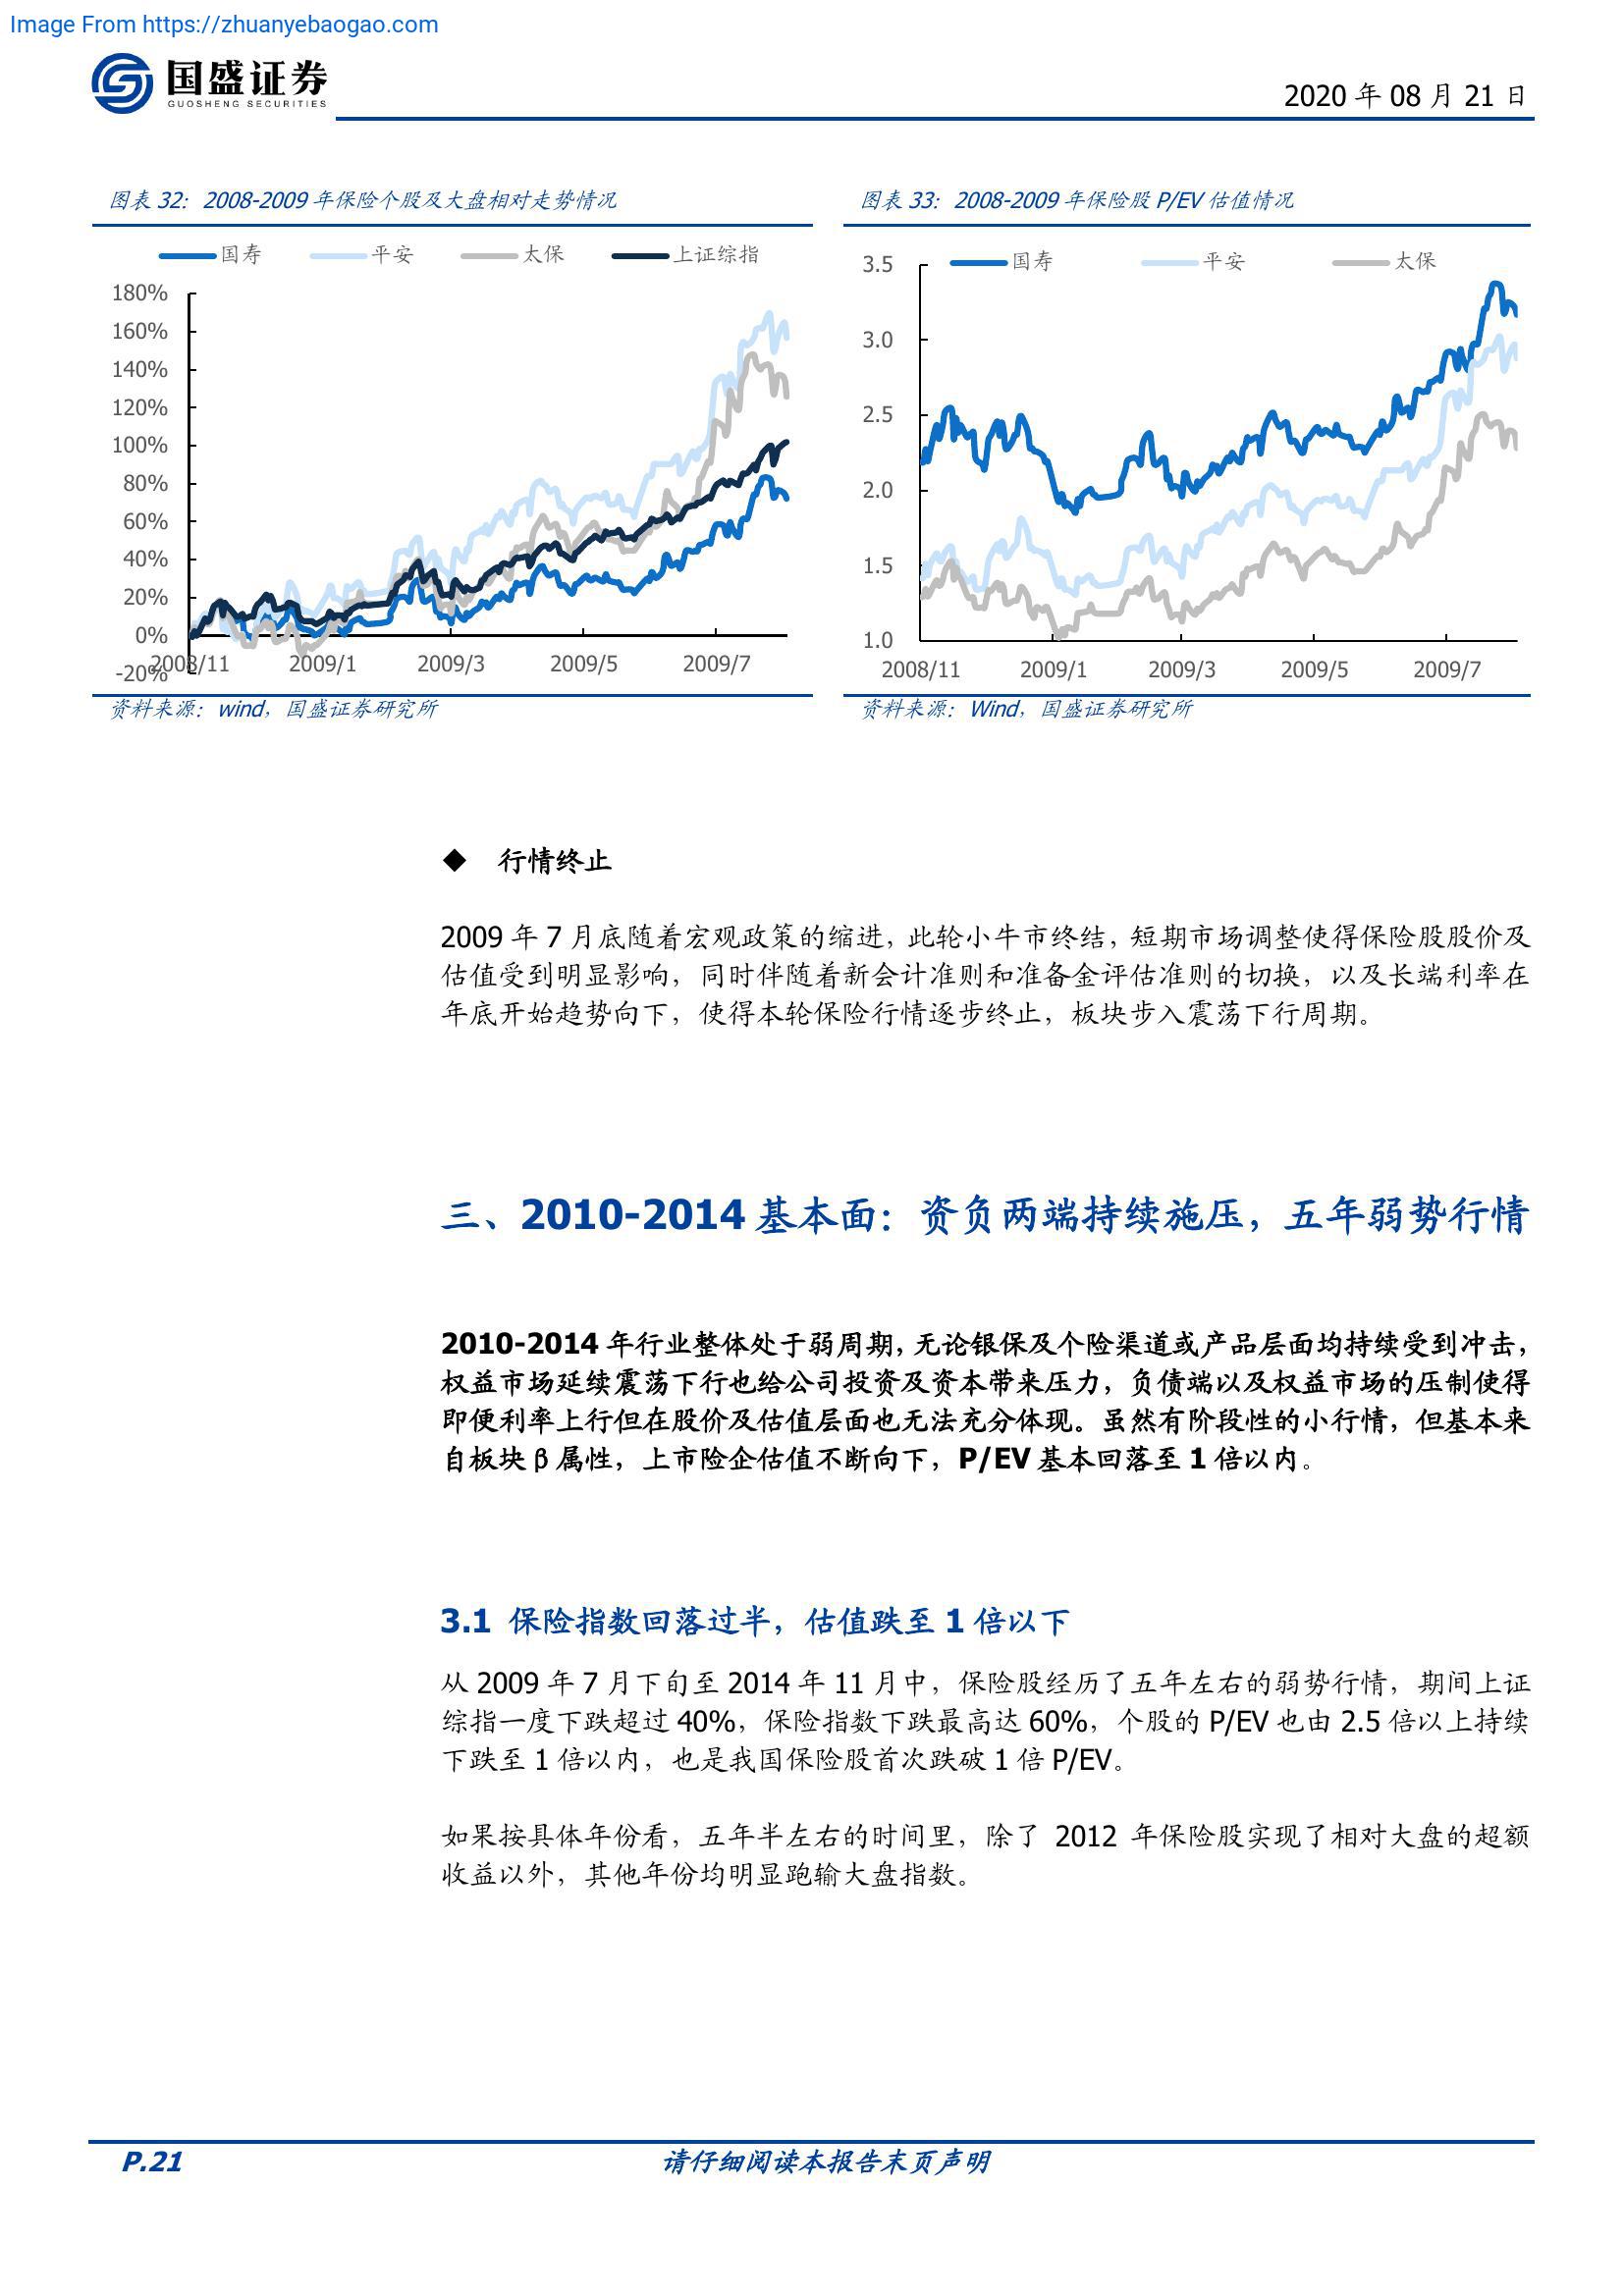 Image From https://zhuanyebaogao.com
国盛证券
GUOSHENG SECURITIES
2020 年 08 月 21 日
图表 32：2008-2009 年保险个股及大盘相对走势情况
国寿 平安 太保 上证综指
180%
160%
140%
120%
100%
80%
60%
40%
20%
0%
-20%
2008/11 2009/1 2009/3 2009/5 2009/7
资料来源：wind，国盛证券研究所
图表 33：2008-2009 年保险股 P/EV 估值情况
国寿 平安 太保
3.5
3.0
2.5
2.0
1.5
1.0
2008/11 2009/1 2009/3 2009/5 2009/7
资料来源：Wind，国盛证券研究所
◆ 行情终止
2009 年 7 月底随着宏观政策的缩进，此轮小牛市终结，短期市场调整使得保险股股价及
估值受到明显影响，同时伴随着新会计准则和准备金评估准则的切换，以及长端利率在
年底开始趋势向下，使得本轮保险行情逐步终止，板块步入震荡下行周期。
三、2010-2014 基本面：资负两端持续施压，五年弱势行情
2010-2014 年行业整体处于弱周期，无论银保及个险渠道或产品层面均持续受到冲击，
权益市场延续震荡下行也给公司投资及资本带来压力，负债端以及权益市场的压制使得
即便利率上行但在股价及估值层面也无法充分体现。虽然有阶段性的小行情，但基本来
自板块 β 属性，上市险企估值不断向下，P/EV 基本回落至 1 倍以内。
3.1 保险指数回落过半，估值跌至 1 倍以下
从 2009 年 7 月下旬至 2014 年 11 月中，保险股经历了五年左右的弱势行情，期间上证
综指一度下跌超过 40%，保险指数下跌最高达 60%，个股的 P/EV 也由 2.5 倍以上持续
下跌至 1 倍以内，也是我国保险股首次跌破 1 倍 P/EV。
如果按具体年份看，五年半左右的时间里，除了 2012 年保险股实现了相对大盘的超额
收益以外，其他年份均明显跑输大盘指数。
P.21
请仔细阅读本报告末页声明